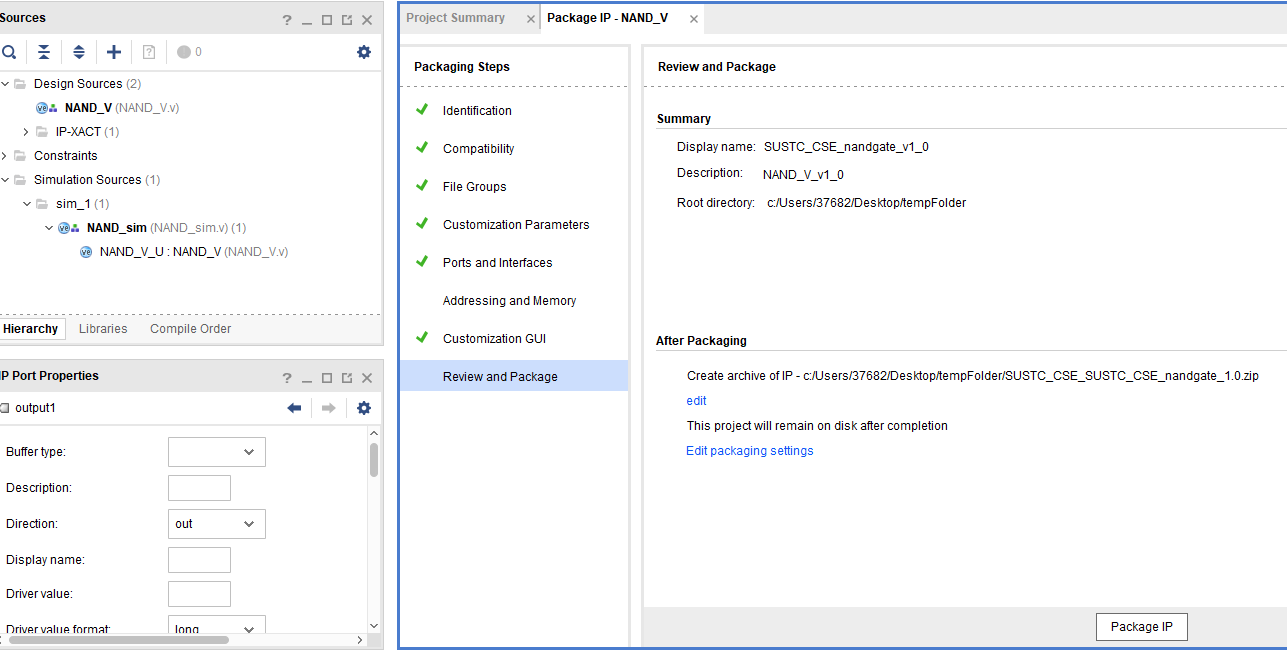 Sources
? _
0
Design Sources (2)
NAND_V (NAND_V.v)
IP-XACT (1)
Constraints
Simulation Sources (1)
sim_1 (1)
NAND_sim (NAND_sim.v) (1)
NAND_V_U : NAND_V (NAND_V.v)
Hierarchy Libraries Compile Order
IP Port Properties
output1
Buffer type:
Description:
Direction: out
Display name:
Driver value:
Driver value format: long
Project Summary Package IP - NAND_V
Packaging Steps
Identification
Compatibility
File Groups
Customization Parameters
Ports and Interfaces
Addressing and Memory
Customization GUI
Review and Package
Review and Package
Summary
Display name: SUSTC_CSE_nandgate_v1_0
Description: NAND_V_v1_0
Root directory: c:/Users/37682/Desktop/tempFolder
After Packaging
Create archive of IP - c:/Users/37682/Desktop/tempFolder/SUSTC_CSE_SUSTC_CSE_nandgate_1.0.zip
edit
This project will remain on disk after completion
Edit packaging settings
Package IP